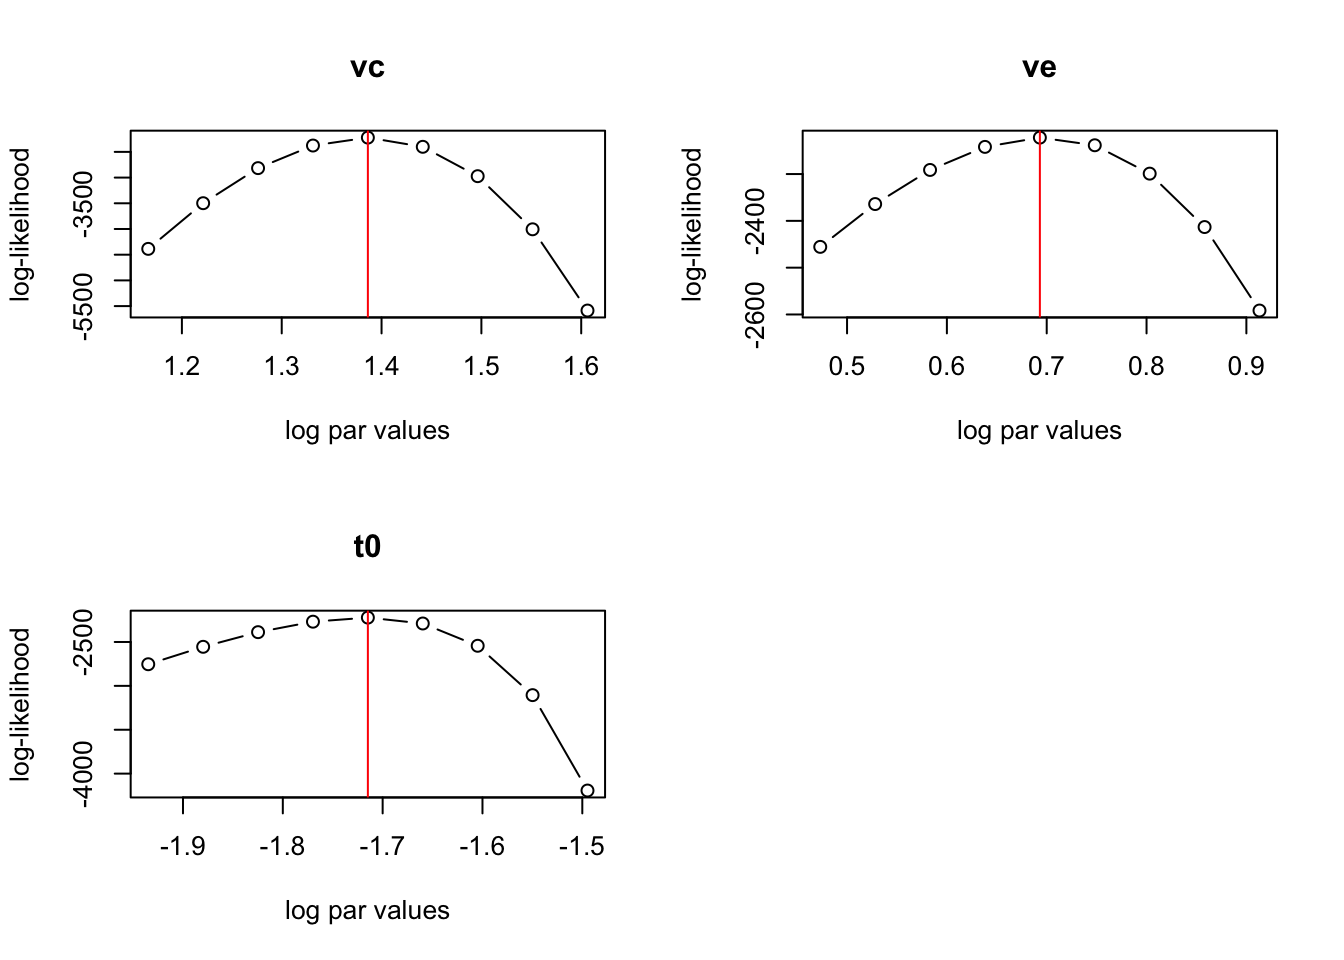 vc
log-likelihood
-3500
-5500
1.2 1.3 1.4 1.5 1.6
log par values
ve
log-likelihood
-2400
-2600
0.5 0.6 0.7 0.8 0.9
log par values
t0
log-likelihood
-2500
-4000
-1.9 -1.8 -1.7 -1.6 -1.5
log par values